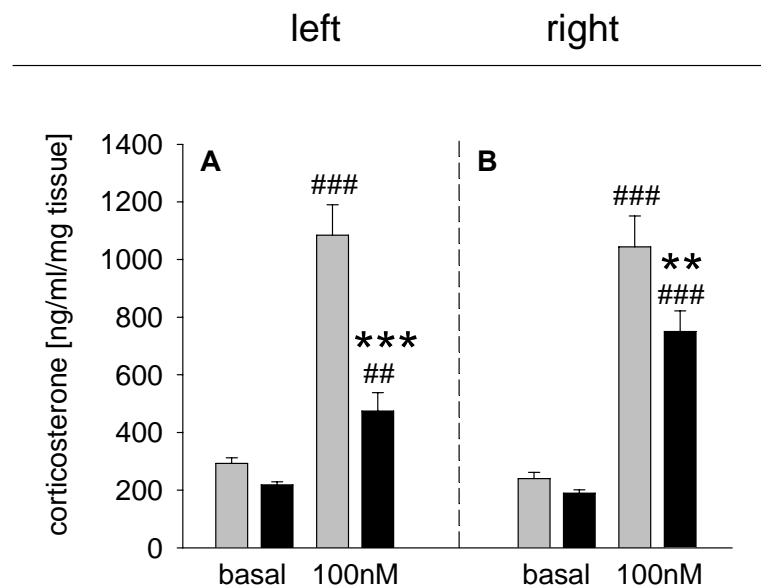 left right
corticosterone [ng/ml/mg tissue]
1400
1200
1000
800
600
400
200
0
A
###
***
##
basal 100nM
B
###
**
###
basal 100nM